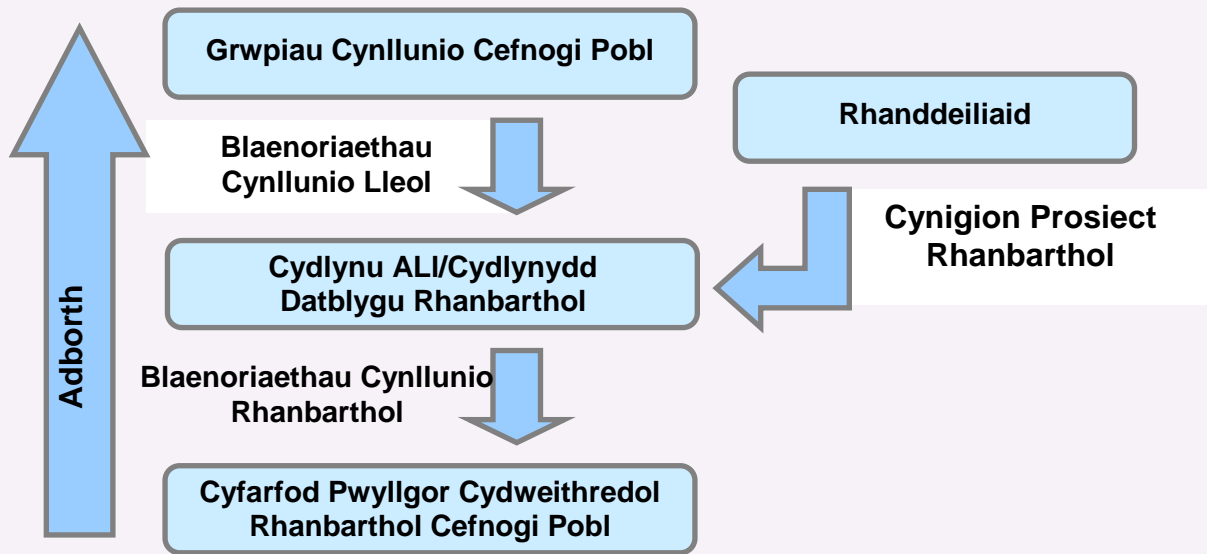 Grwpiau Cynllunio Cefnogi Pobl
Rhanddeiliaid
Blaenoriaethau
Cynllunio Lleol
Cynigion Prosiect
Rhanbarthol
Cydlynu ALl/Cydlynydd
Datblygu Rhanbarthol
Adborth
Blaenoriaethau Cynllunio
Rhanbarthol
Cyfarfod Pwyllgor Cydweithredol
Rhanbarthol Cefnogi Pobl